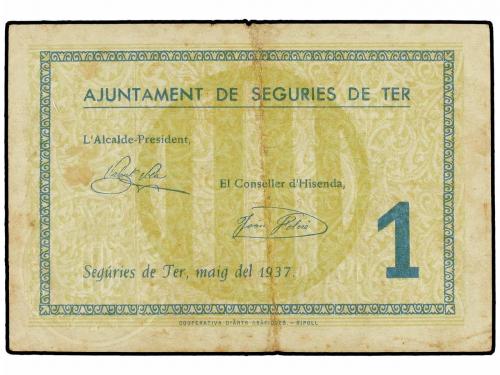 AJUNTAMENT DE SEGURIES DE TER
L'Alcalde-President,
El Conseller d'Hisenda,
Segúries de Ter, maig del 1937.
1
COOPERATIVA D'ARTS GRÀFIQUES. - RIPOLL